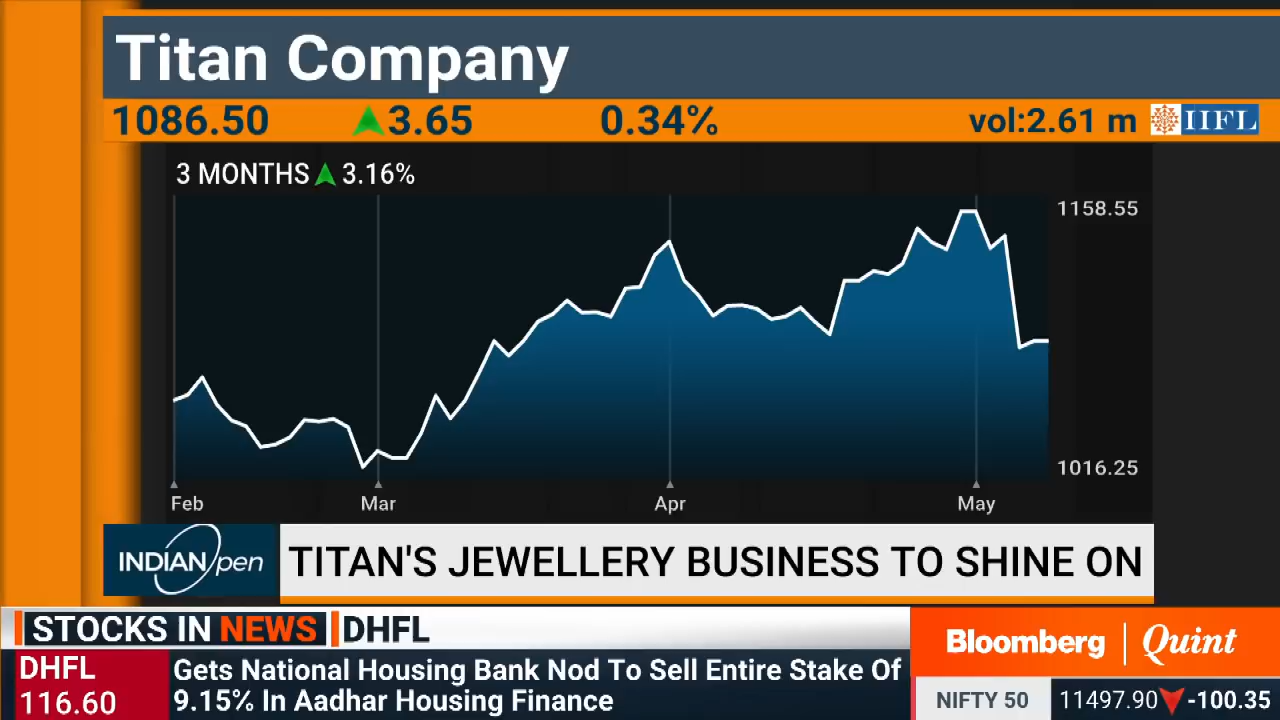 Titan Company
1086.50 ▲3.65 0.34% vol:2.61 m IIFL
3 MONTHS ▲ 3.16%
1158.55
1016.25
Feb Mar Apr May
INDIAN Open TITAN'S JEWELLERY BUSINESS TO SHINE ON
STOCKS IN NEWS DHFL
DHFL Gets National Housing Bank Nod To Sell Entire Stake Of
116.60 9.15% In Aadhar Housing Finance
Bloomberg | Quint
NIFTY 50 11497.90 ▼ -100.35